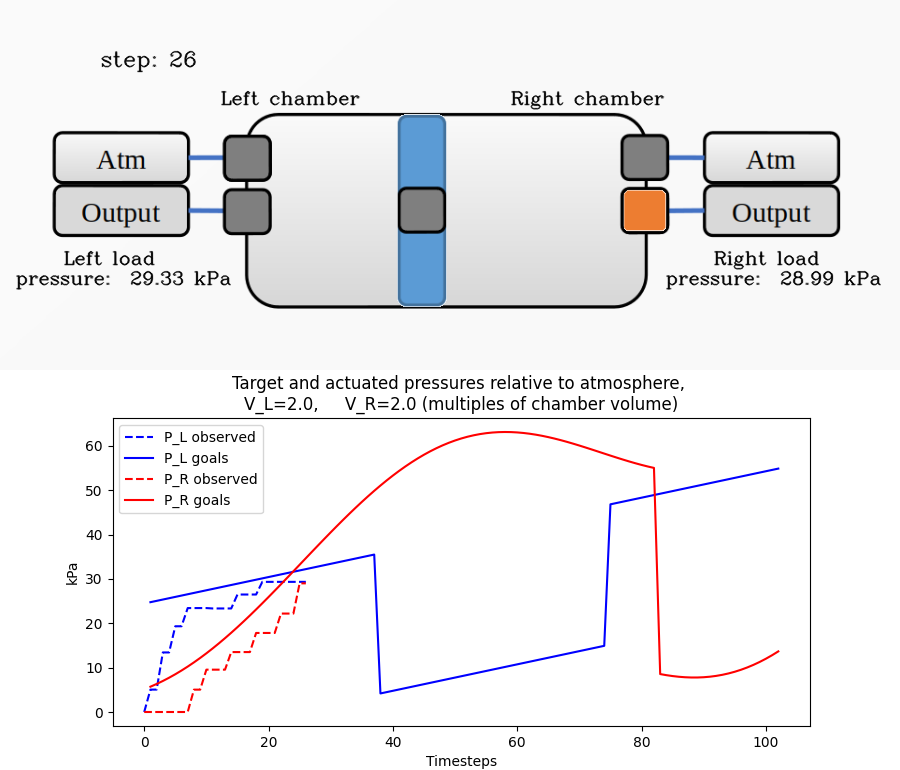 step: 26
Left chamber
Right chamber
Atm
Atm
Output
Output
Left load
pressure: 29.33 kPa
Right load
pressure: 28.99 kPa
Target and actuated pressures relative to atmosphere,
V_L=2.0, V_R=2.0 (multiples of chamber volume)
P_L observed
P_L goals
P_R observed
P_R goals
60
50
40
30
20
10
0
kPa
0 20 40 60 80 100
Timesteps